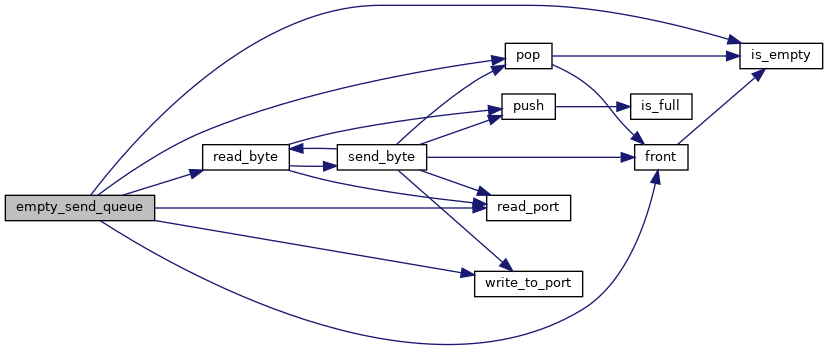 empty_send_queue
read_byte
send_byte
pop
push
read_port
write_to_port
is_full
front
is_empty